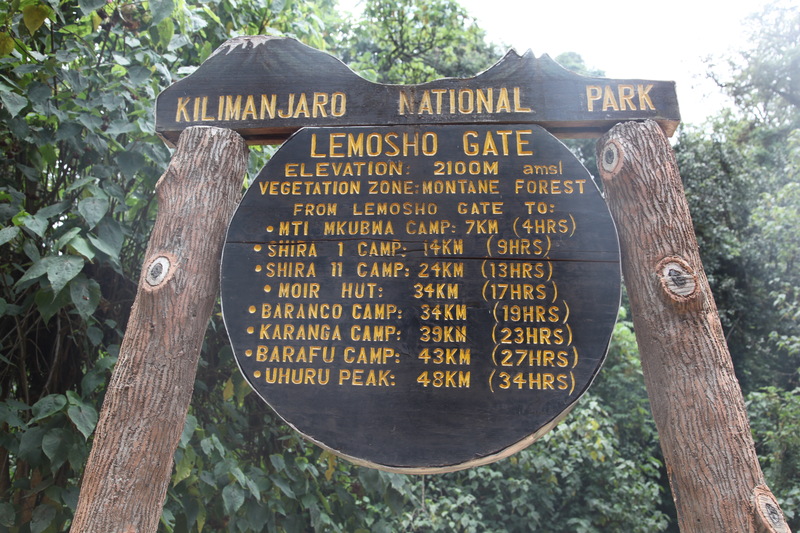 KILIMANJARO NATIONAL PARK
LEMOSHO GATE
ELEVATION: 2100M amsl
VEGETATION ZONE: MONTANE FOREST
FROM LEMOSHO GATE TO:
• MTI MKUBWA CAMP: 7KM (4HRS)
• SHIRA 1 CAMP: 14KM (9HRS)
• SHIRA 11 CAMP: 24KM (13HRS)
• MOIR HUT: 34KM (17HRS)
• BARANCO CAMP: 34KM (19HRS)
• KARANGA CAMP: 39KM (23HRS)
• BARAFU CAMP: 43KM (27HRS)
• UHURU PEAK: 48KM (34HRS)